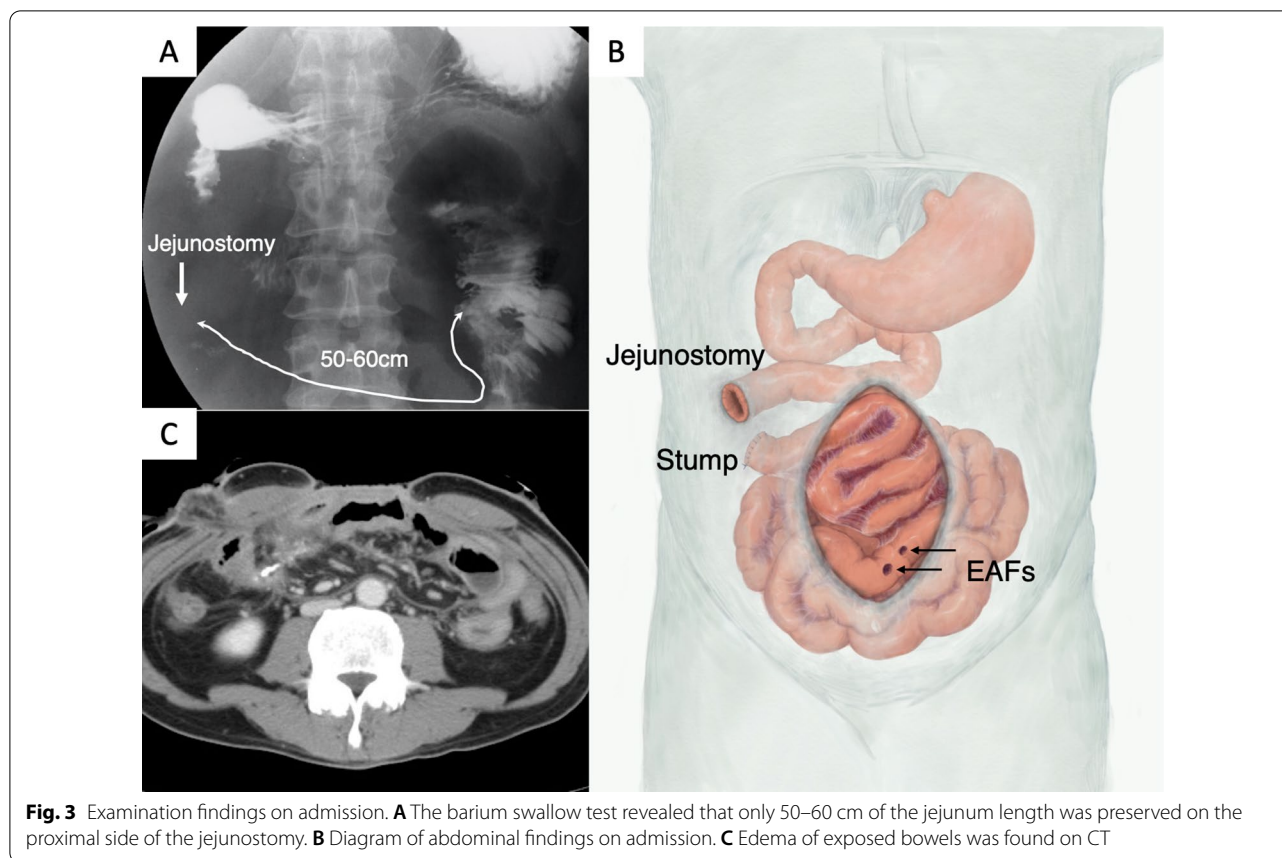 A
Jejunostomy
50-60cm
B
Jejunostomy
Stump
EAFs
C
Fig. 3 Examination findings on admission. A The barium swallow test revealed that only 50–60 cm of the jejunum length was preserved on the
proximal side of the jejunostomy. B Diagram of abdominal findings on admission. C Edema of exposed bowels was found on CT